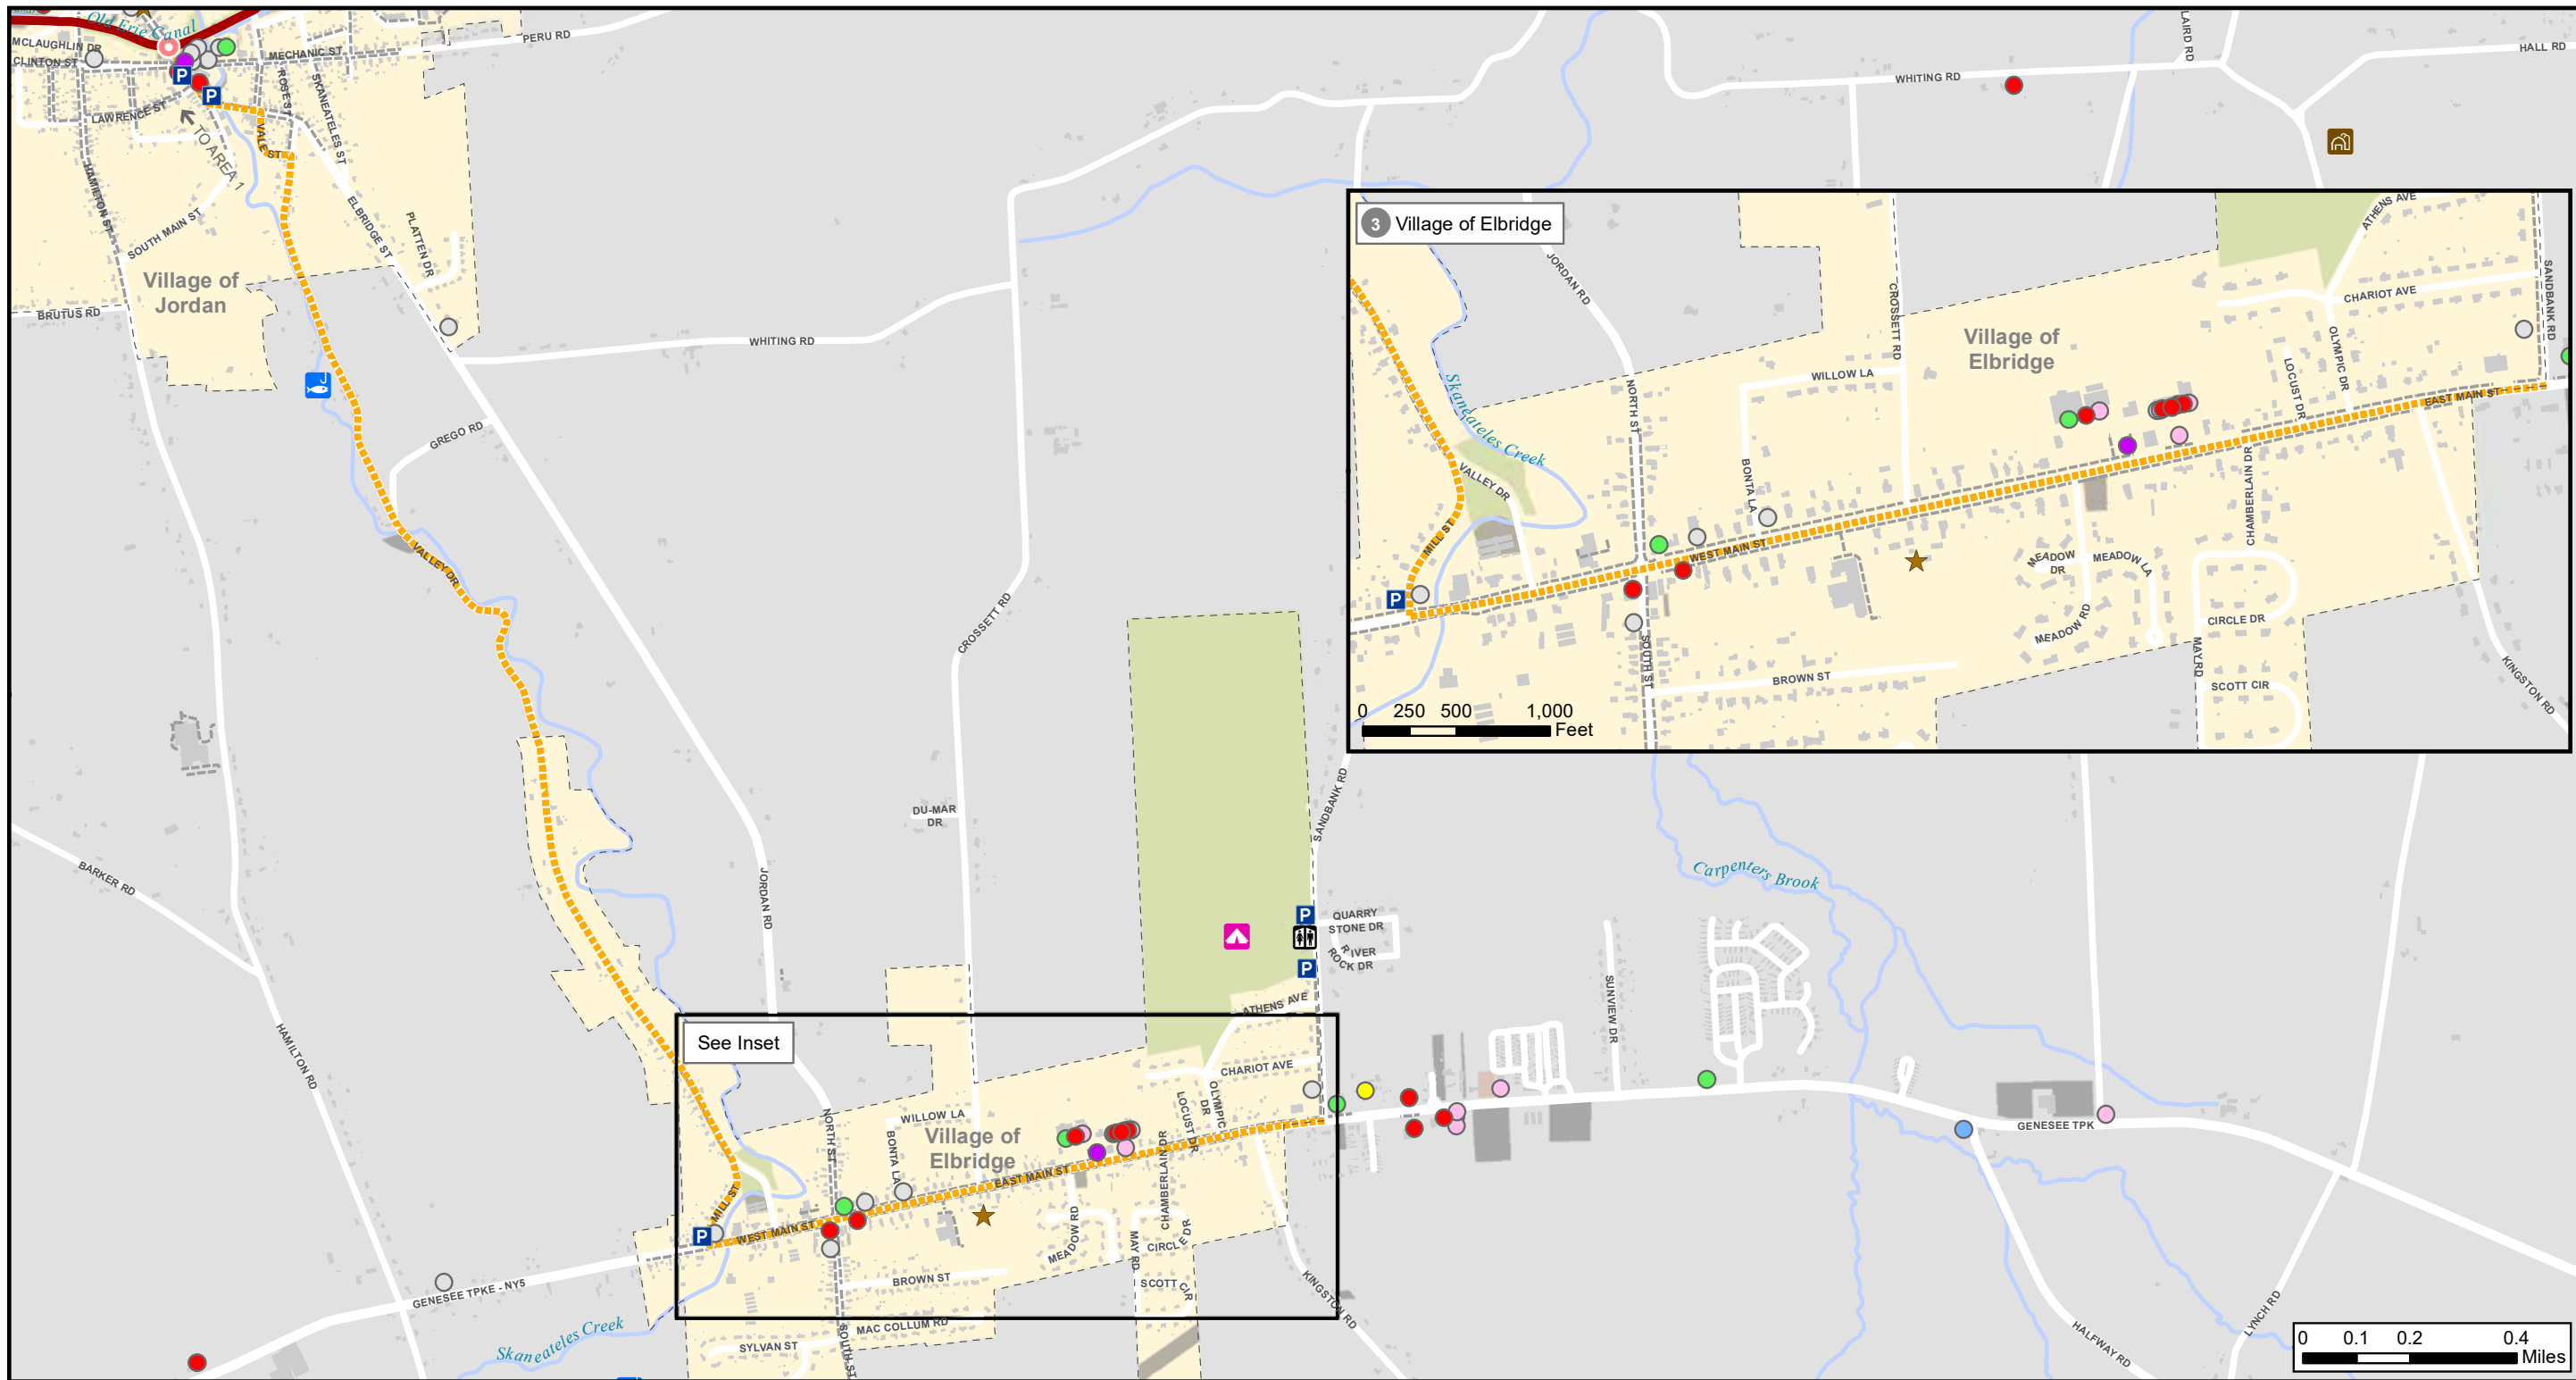 Old Erie Canal
MCLAUGHLIN DR
CLINTON ST
MECHANIC ST
PERU RD
P
P
LAWRENCE ST
ROSE ST
SKANEATELES ST
VALE ST
TO AREA 1
HAMILTON ST
SOUTH MAIN ST
ELBRIDGE ST
PLATTEN DR
Village of
Jordan
BRUTUS RD
WHITING RD
GREGO RD
VALLEY DR
CROSSETT RD
DU-MAR
DR
JORDAN RD
BARKER RD
HAMILTON RD
LAIRD RD
HALL RD
WHITING RD
3 Village of Elbridge
JORDAN RD
CROSSETT RD
ATHENS AVE
SANDBANK RD
CHARIOT AVE
Village of
Elbridge
OLYMPIC DR
LOCUST DR
WILLOW LA
NORTH ST
Skaneateles Creek
VALLEY DR
BONTA LA
EAST MAIN ST
CHAMBERLAIN DR
MILL ST
WEST MAIN ST
MEADOW
DR
MEADOW LA
P
MEADOW RD
CIRCLE DR
SOUTH ST
MAY RD
BROWN ST
SCOTT CIR
KINGSTON RD
0 250 500 1,000
Feet
SANDBANK RD
Carpenters Brook
P
QUARRY
STONE DR
RIVER
ROCK DR
P
SUNVIEW DR
ATHENS AVE
See Inset
CHARIOT AVE
OLYMPIC
DR
LOCUST DR
WILLOW LA
NORTH ST
BONTA LA
Village of
Elbridge
CHAMBERLAIN DR
EAST MAIN ST
GENESEE TPK
MILL ST
P
WEST MAIN ST
MEADOW RD
MAY RD
CIRCLE DR
BROWN ST
SCOTT CIR
KINGSTON RD
GENESEE TPKE - NY5
Skaneateles Creek
MAC COLLUM RD
SYLVAN ST
SOUTH ST
HALFWAY RD
LYNCH RD
0 0.1 0.2 0.4
Miles